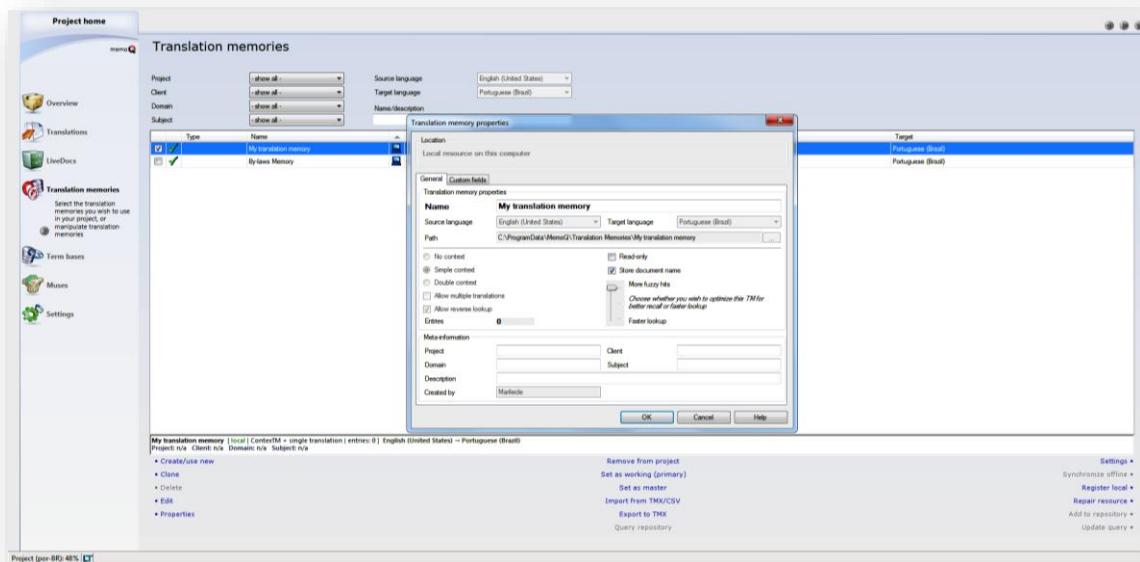 Project home
memoQ
Translation memories
Project - show all - Source language English (United States)
Client - show all - Target language Portuguese (Brazil)
Domain - show all - Name/description
Subject - show all -
Overview
Translations
LiveDocs
Translation memories
Select the translation
memories you wish to use
in your project, or
manipulate translation
memories
Term bases
Muses
Settings
Type Name Target
My translation memory Portuguese (Brazil)
By-laws Memory Portuguese (Brazil)
Translation memory properties
Location
Local resource on this computer
General Custom fields
Translation memory properties
Name My translation memory
Source language English (United States) Target language Portuguese (Brazil)
Path C:\ProgramData\MemoQ\Translation Memories\My translation memory ...
No context Read-only
Simple context Store document name
Double context More fuzzy hits
Allow multiple translations Choose whether you wish to optimize this TM for
better recall or faster lookup
Allow reverse lookup
Entries 0 Faster lookup
Meta-information
Project Client
Domain Subject
Description
Created by
OK Cancel Help
My translation memory | local | ContextTM + single translation | entries: 0 | English (United States) -- Portuguese (Brazil)
Project: n/a Client: n/a Domain: n/a Subject: n/a
• Create/use new Remove from project Settings •
• Clone Set as working (primary) Synchronize offline •
• Delete Set as master Register local •
• Edit Import from TMX/CSV Repair resource •
• Properties Export to TMX Add to repository •
Query repository Update query •
Project (por-BR): 48%